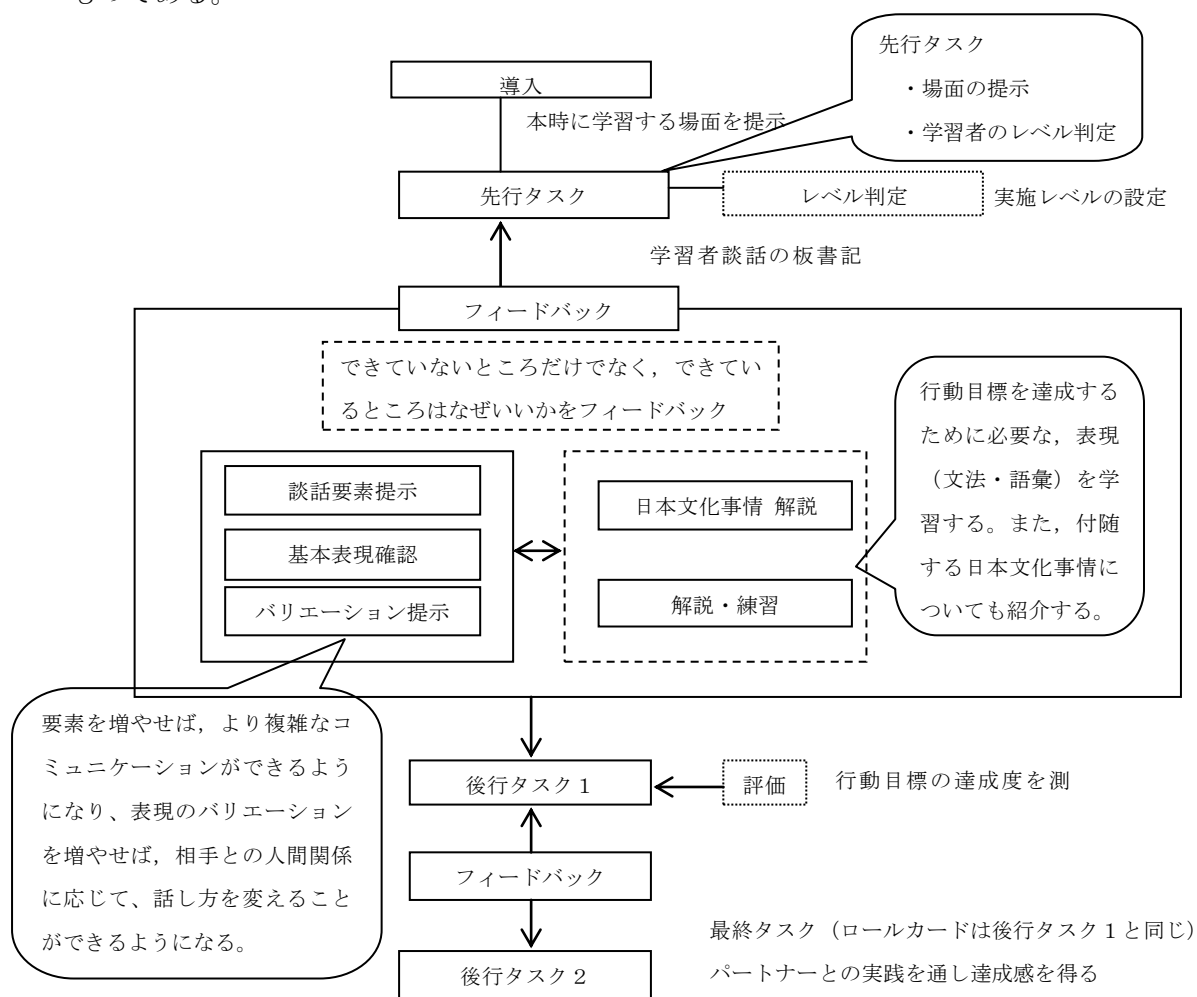 ものである。
先行タスク
・場面の提示
・学習者のレベル判定
導入
本時に学習する場面を提示
先行タスク
レベル判定
実施レベルの設定
学習者談話の板書記
フィードバック
できていないところだけでなく，できてい
るところはなぜいいかをフィードバック
行動目標を達成する
ために必要な，表現
（文法・語彙）を学
習する。また，付随
する日本文化事情に
ついても紹介する。
談話要素提示
基本表現確認
バリエーション提示
日本文化事情 解説
解説・練習
要素を増やせば，より複雑なコ
ミュニケーションができるよう
になり、表現のバリエーション
を増やせば，相手との人間関係
に応じて、話し方を変えること
ができるようになる。
後行タスク１
評価
行動目標の達成度を測
フィードバック
後行タスク２
最終タスク（ロールカードは後行タスク１と同じ）
パートナーとの実践を通し達成感を得る